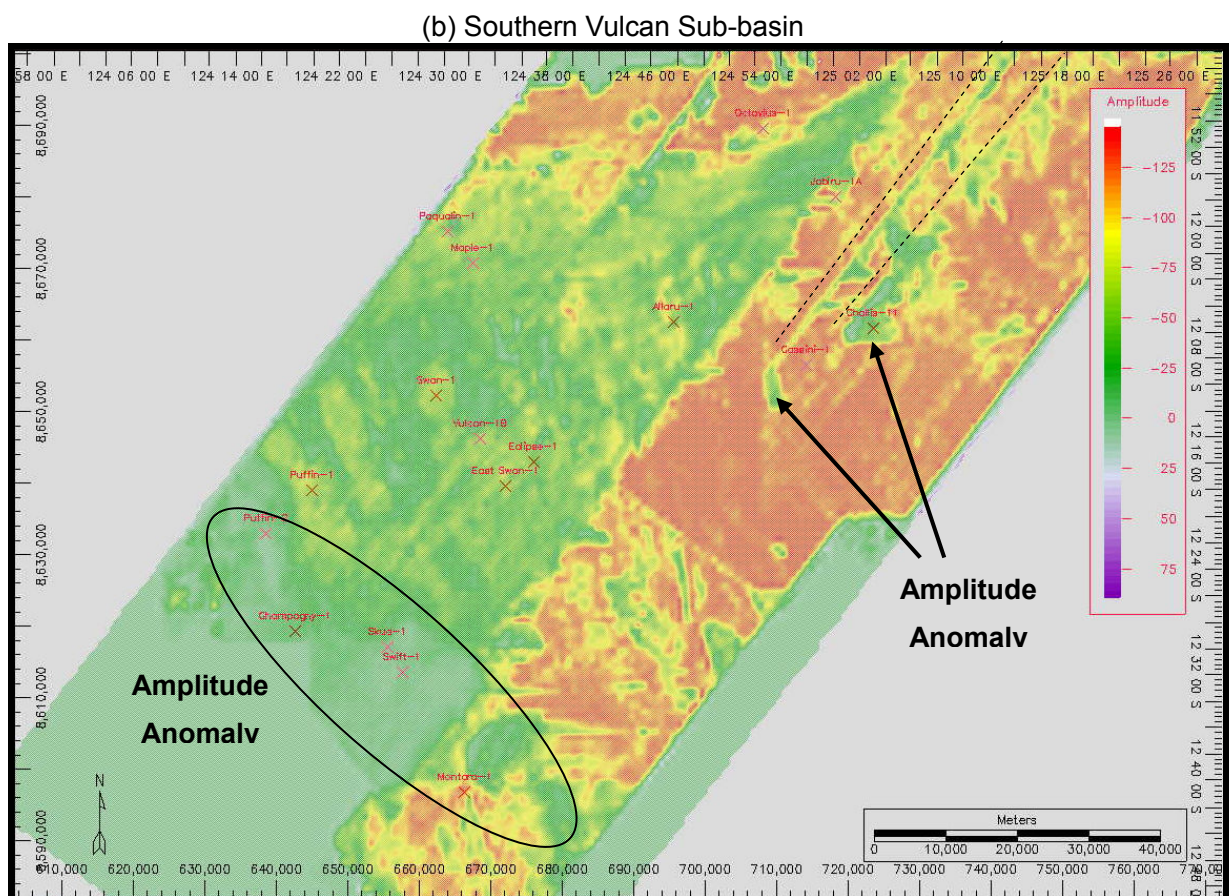 (b) Southern Vulcan Sub-basin
58 00 E 124 06 00 E 124 14 00 E 124 22 00 E 124 30 00 E 124 38 00 E 124 46 00 E 124 54 00 E 125 02 00 E 125 10 00 E 125 18 00 E 125 26 00 E
8,690,000
8,670,000
8,650,000
8,630,000
8,610,000
8,590,000
Octavius-1
Jabiru-1A
Paqualin-1
Maple-1
Altaru-1
Challis-11
Cassini-1
Swan-1
Vulcan-1B
Eclipse-1
East Swan-1
Puffin-1
Champagny-1
Skua-1
Swift-1
Montara-1
Amplitude
-125
-100
-75
-50
-25
0
25
50
75
11 52 00 S
12 00 00 S
12 08 00 S
12 16 00 S
12 24 00 S
12 32 00 S
12 40 00 S
Amplitude
Anomalv
Amplitude
Anomalv
N
Meters
0 10,000 20,000 30,000 40,000
610,000 620,000 630,000 640,000 650,000 660,000 670,000 680,000 690,000 700,000 710,000 720,000 730,000 740,000 750,000 760,000